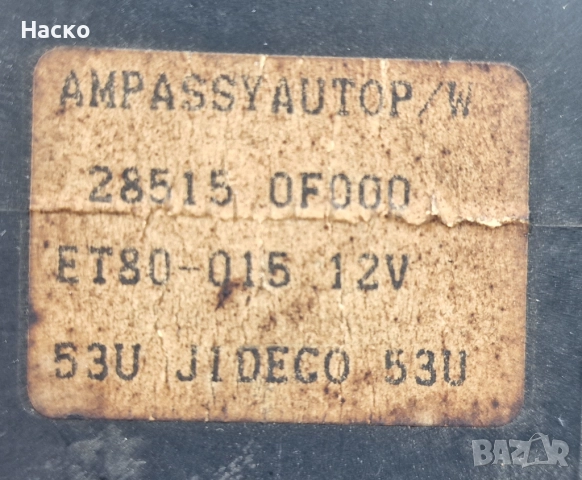 Наско
AMPASSYAUTOP/W
28515 0F000
ET80-015 12V
53U JIDECO 53U
BAZAR